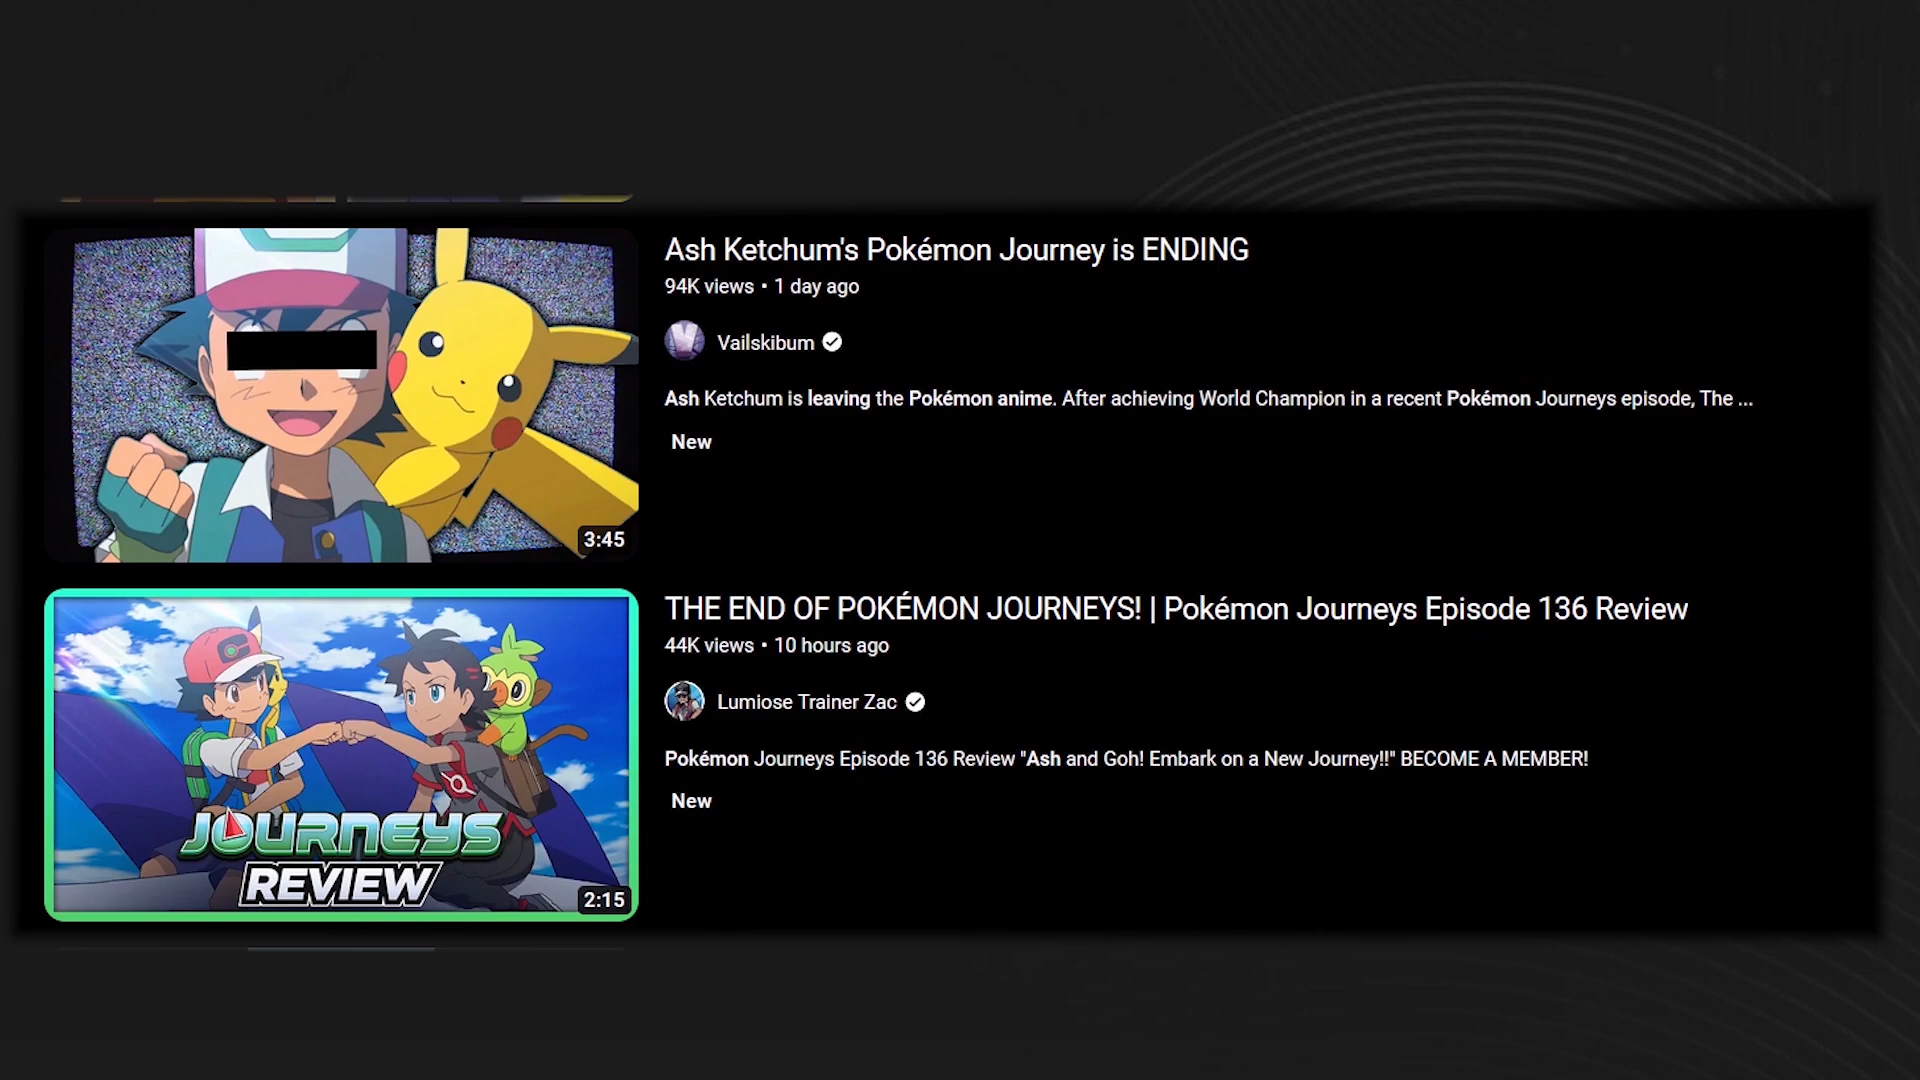 Ash Ketchum's Pokémon Journey is ENDING
94K views • 1 day ago
Vailskibum
Ash Ketchum is leaving the Pokémon anime. After achieving World Champion in a recent Pokémon Journeys episode, The ...
New
3:45
THE END OF POKÉMON JOURNEYS! | Pokémon Journeys Episode 136 Review
44K views • 10 hours ago
Lumiose Trainer Zac
Pokémon Journeys Episode 136 Review "Ash and Goh! Embark on a New Journey!!" BECOME A MEMBER!
New
JOURNEYS
REVIEW
2:15